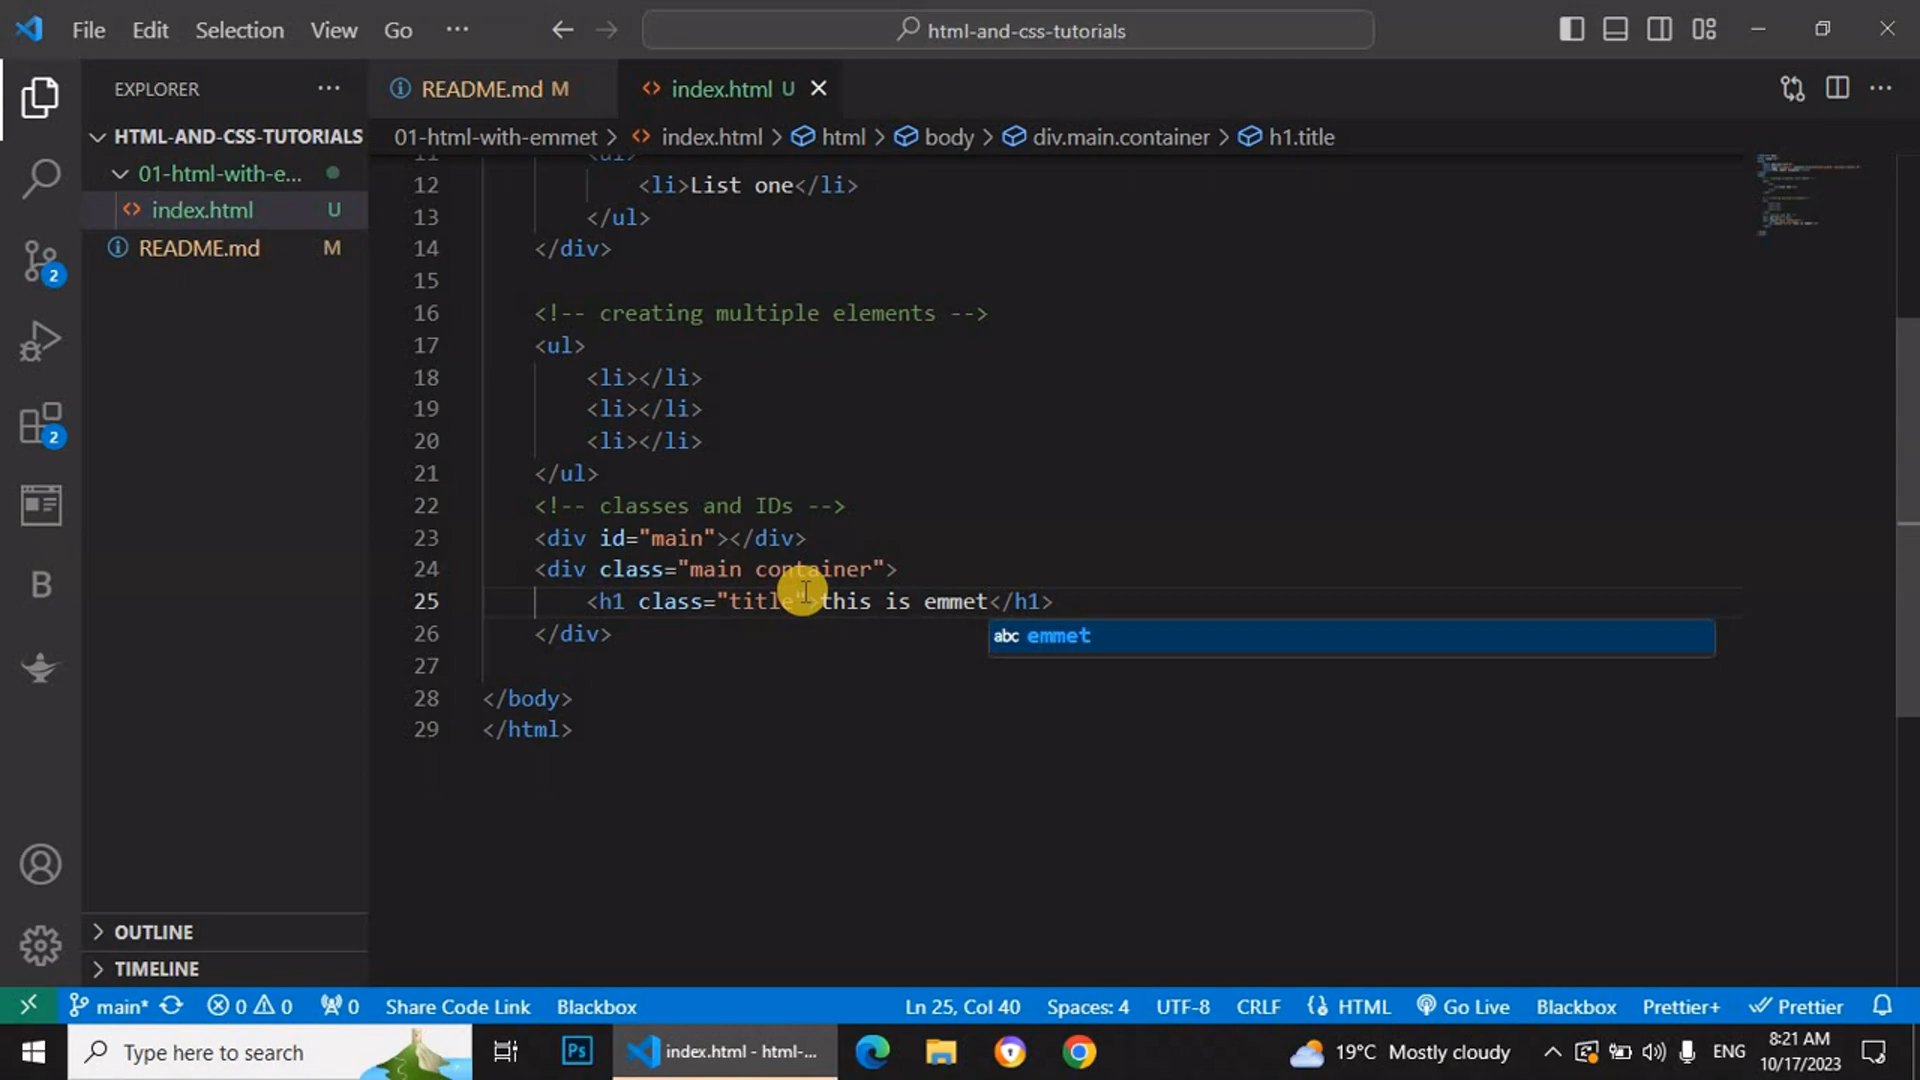 File Edit Selection View Go ··· html-and-css-tutorials
EXPLORER ···
HTML-AND-CSS-TUTORIALS
01-html-with-e...
index.html U
README.md M
README.md M index.html U
01-html-with-emmet > index.html > html > body > div.main.container > h1.title
11 <ul>
12 <li>List one</li>
13 </ul>
14 </div>
15
16 <!-- creating multiple elements -->
17 <ul>
18 <li></li>
19 <li></li>
20 <li></li>
21 </ul>
22 <!-- classes and IDs -->
23 <div id="main"></div>
24 <div class="main container">
25 <h1 class="title">this is emmet</h1>
abc emmet
26 </div>
27
28 </body>
29 </html>
2
2
B
OUTLINE
TIMELINE
main* 0 0 0 Share Code Link Blackbox Ln 25, Col 40 Spaces: 4 UTF-8 CRLF HTML Go Live Blackbox Prettier+ Prettier
Type here to search Ps index.html - html-... 19°C Mostly cloudy ENG 8:21 AM
10/17/2023